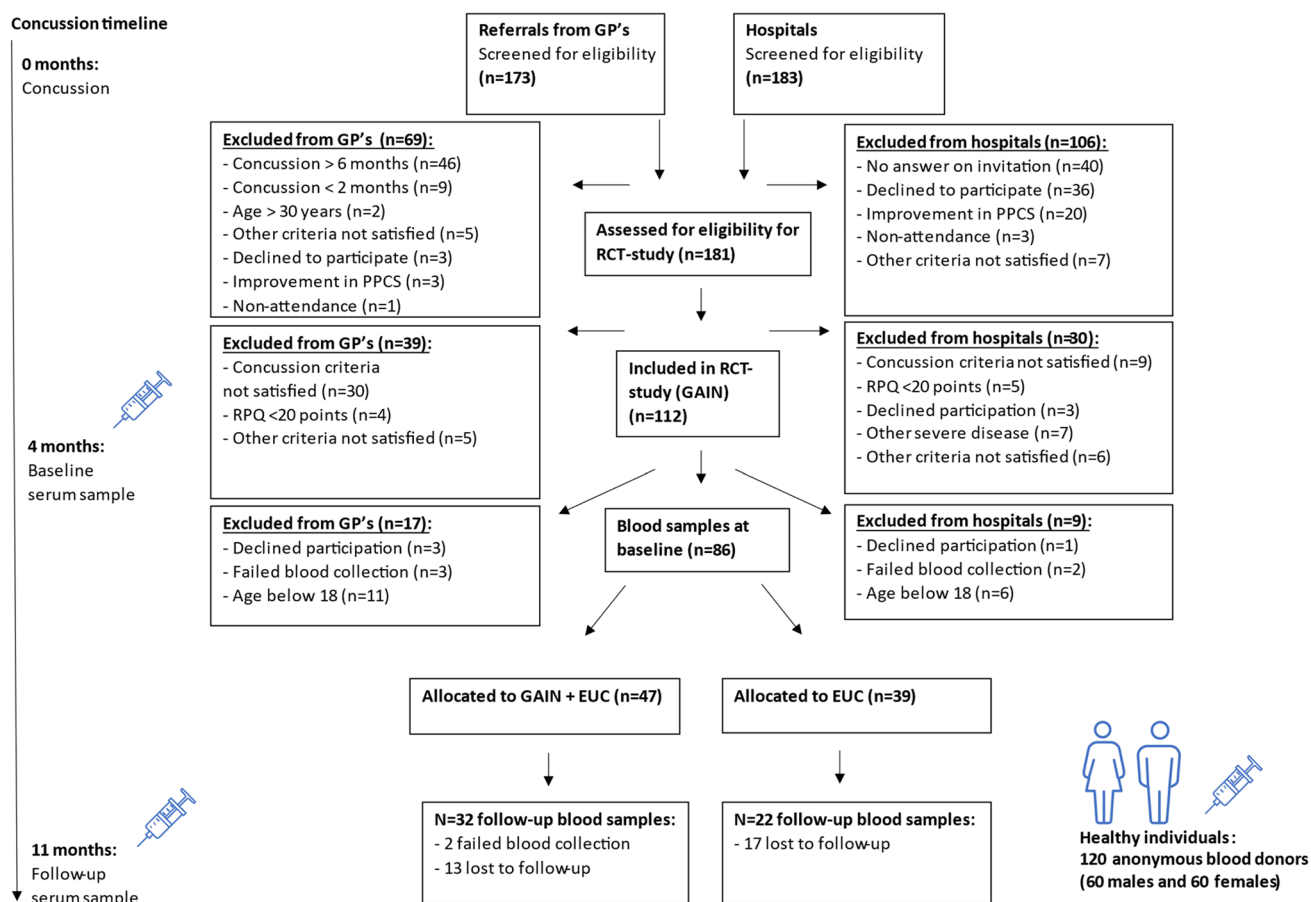 Concussion timeline
0 months:
Concussion
Referrals from GP's
Screened for eligibility
(n=173)
Hospitals
Screened for eligibility
(n=183)
Excluded from GP's (n=69):
- Concussion > 6 months (n=46)
- Concussion < 2 months (n=9)
- Age > 30 years (n=2)
- Other criteria not satisfied (n=5)
- Declined to participate (n=3)
- Improvement in PPCS (n=3)
- Non-attendance (n=1)
Excluded from hospitals (n=106):
- No answer on invitation (n=40)
- Declined to participate (n=36)
- Improvement in PPCS (n=20)
- Non-attendance (n=3)
- Other criteria not satisfied (n=7)
Assessed for eligibility for
RCT-study (n=181)
Excluded from GP's (n=39):
- Concussion criteria
not satisfied (n=30)
- RPQ <20 points (n=4)
- Other criteria not satisfied (n=5)
Excluded from hospitals (n=30):
- Concussion criteria not satisfied (n=9)
- RPQ <20 points (n=5)
- Declined participation (n=3)
- Other severe disease (n=7)
- Other criteria not satisfied (n=6)
Included in RCT-
study (GAIN)
(n=112)
4 months:
Baseline
serum sample
Excluded from GP's (n=17):
- Declined participation (n=3)
- Failed blood collection (n=3)
- Age below 18 (n=11)
Blood samples at
baseline (n=86)
Excluded from hospitals (n=9):
- Declined participation (n=1)
- Failed blood collection (n=2)
- Age below 18 (n=6)
Allocated to GAIN + EUC (n=47)
Allocated to EUC (n=39)
N=32 follow-up blood samples:
- 2 failed blood collection
- 13 lost to follow-up
N=22 follow-up blood samples:
- 17 lost to follow-up
11 months:
Follow-up
serum sample
Healthy individuals :
120 anonymous blood donors
(60 males and 60 females)